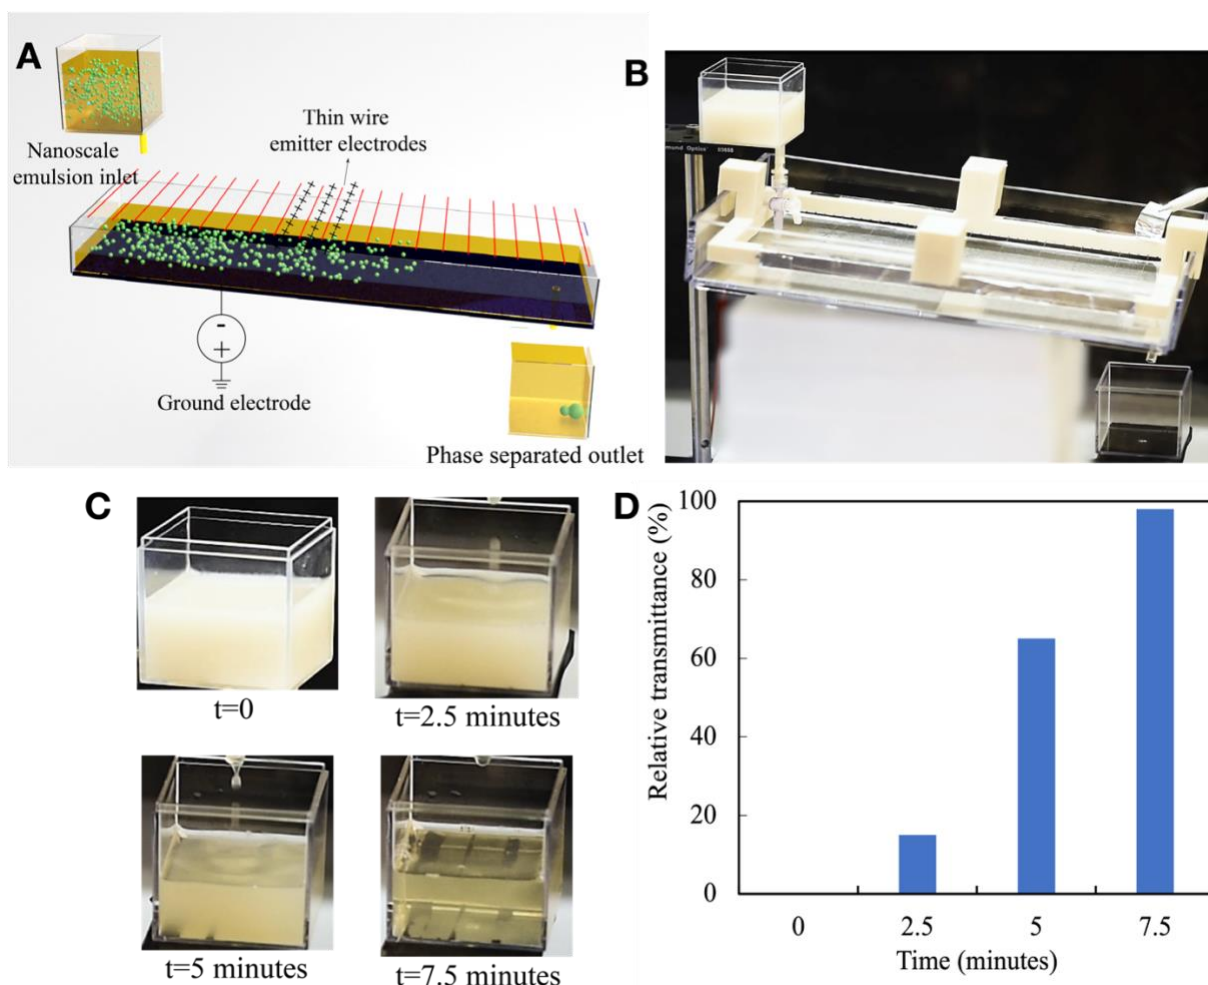 A
Nanoscale
emulsion inlet
Thin wire
emitter electrodes
-
+
Ground electrode
Phase separated outlet
B
C
t=0
t=2.5 minutes
t=5 minutes
t=7.5 minutes
D
Relative transmittance (%)
100
80
60
40
20
0
0 2.5 5 7.5
Time (minutes)